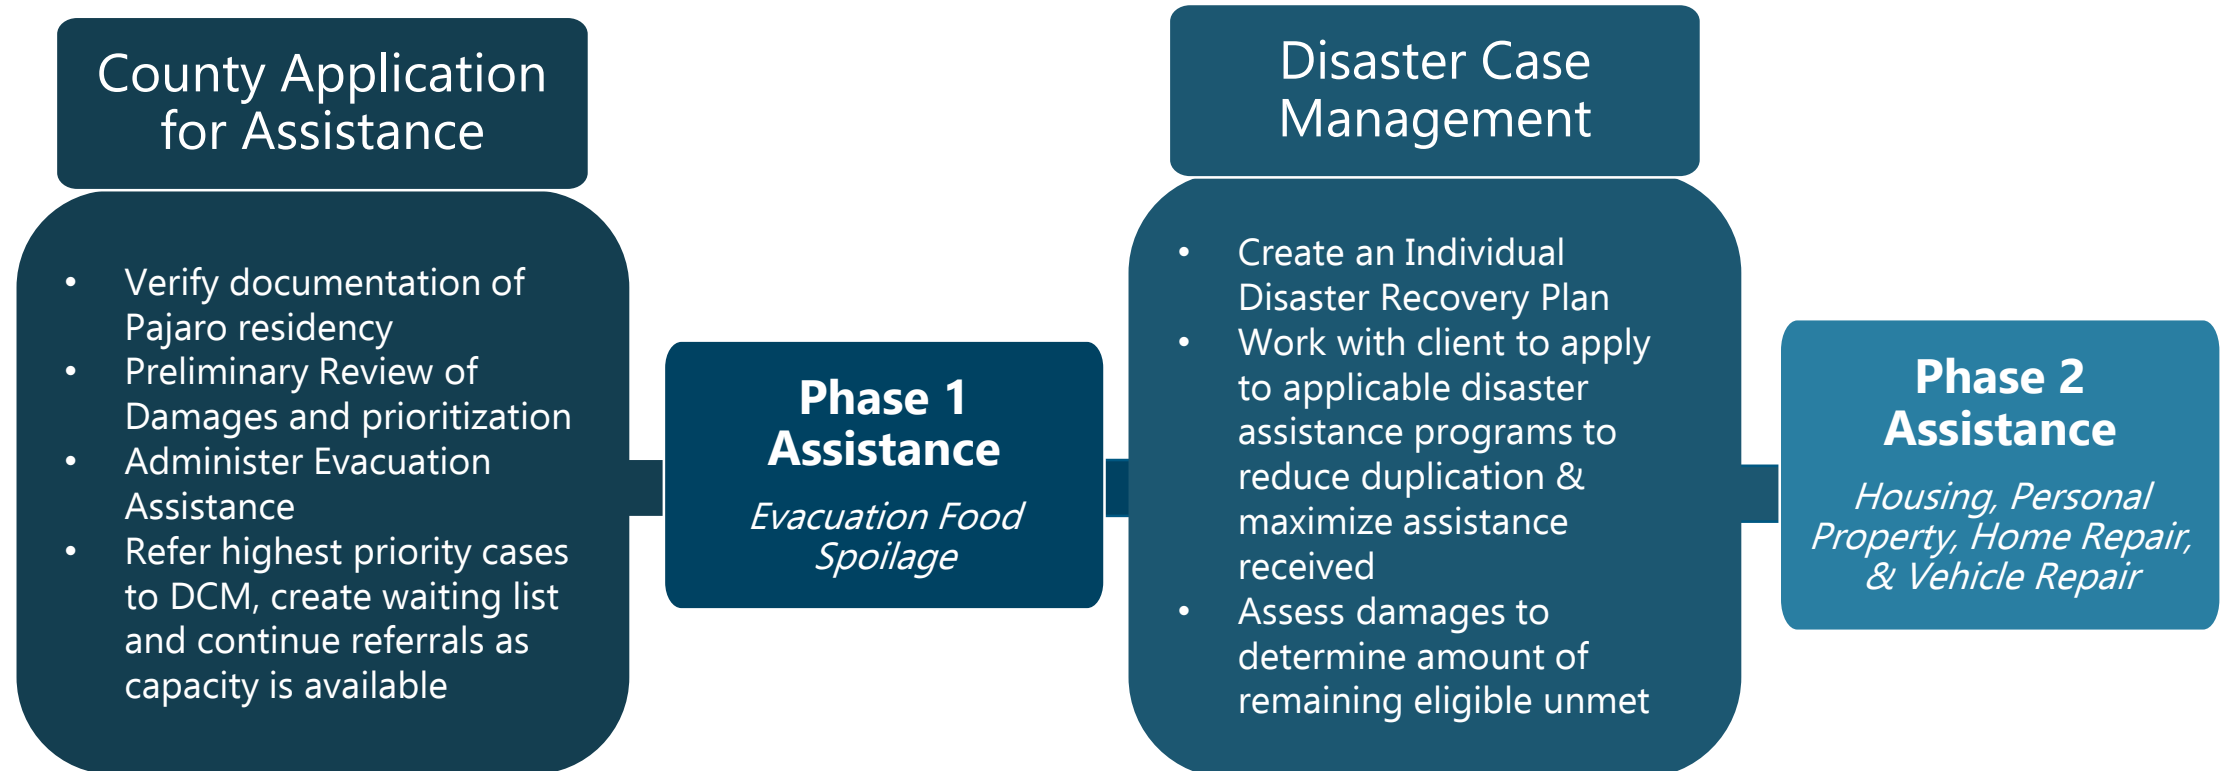 County Application
for Assistance
• Verify documentation of
Pajaro residency
• Preliminary Review of
Damages and prioritization
• Administer Evacuation
Assistance
• Refer highest priority cases
to DCM, create waiting list
and continue referrals as
capacity is available
Phase 1
Assistance
Evacuation Food
Spoilage
Disaster Case
Management
• Create an Individual
Disaster Recovery Plan
• Work with client to apply
to applicable disaster
assistance programs to
reduce duplication &
maximize assistance
received
• Assess damages to
determine amount of
remaining eligible unmet
Phase 2
Assistance
Housing, Personal
Property, Home Repair,
& Vehicle Repair